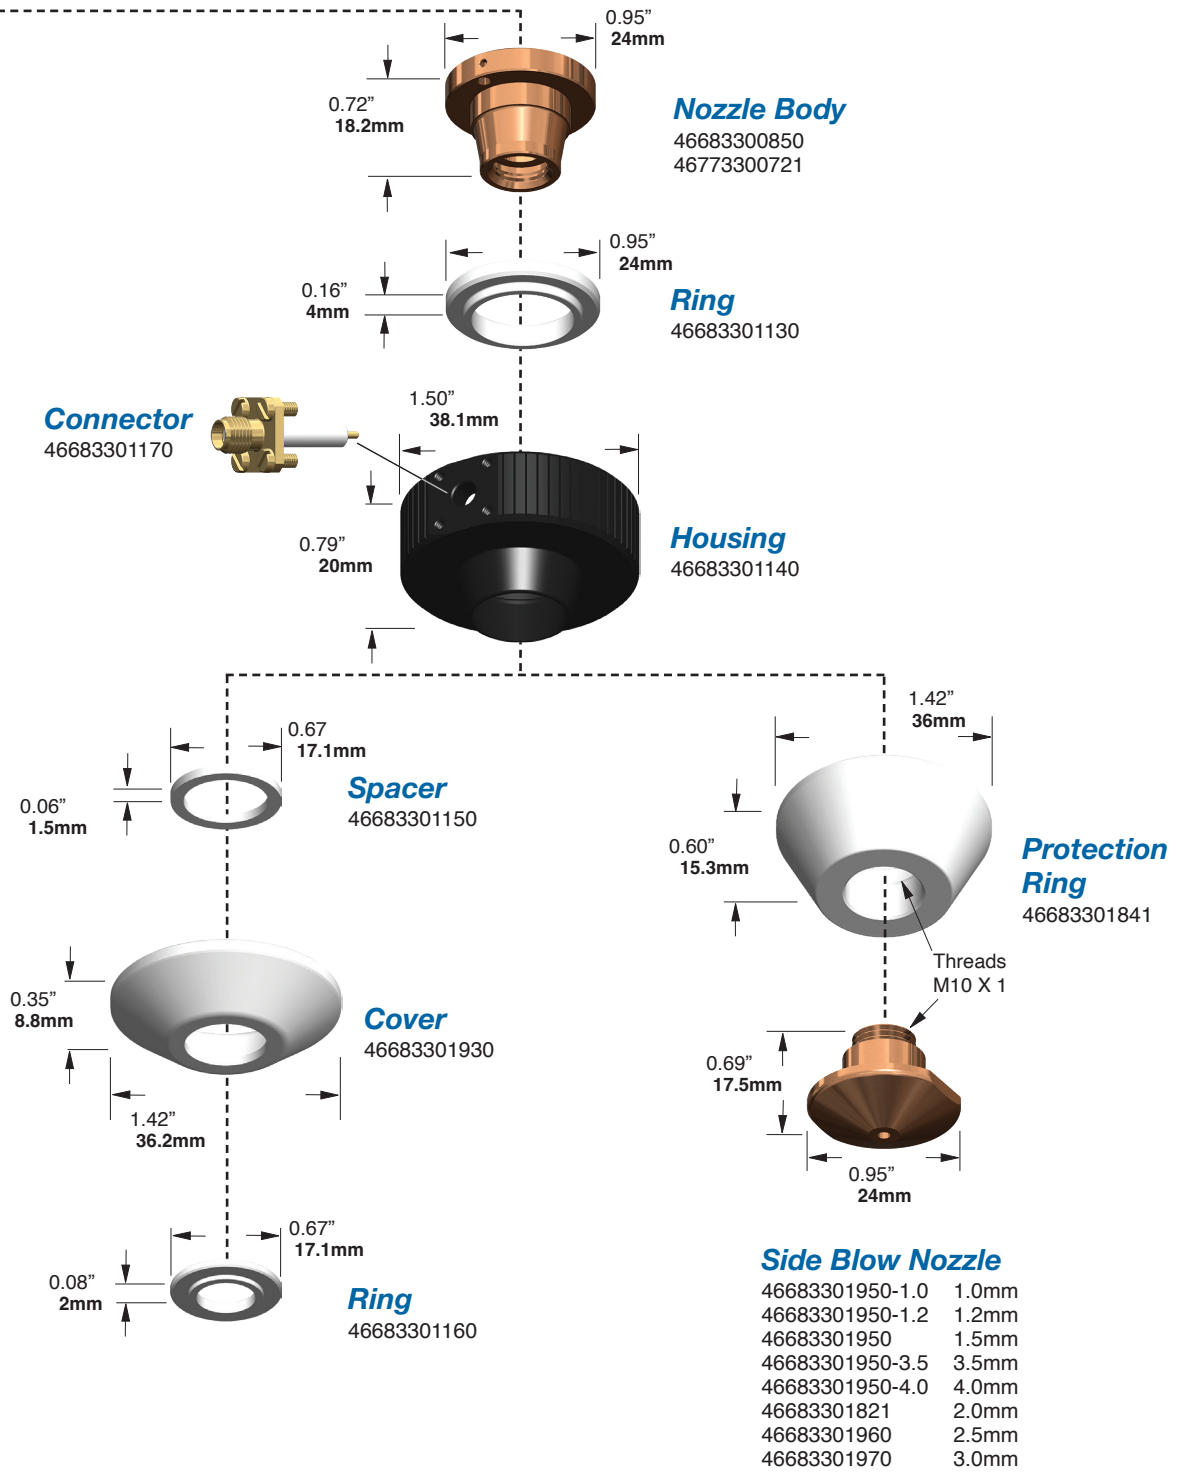 0.95”
24mm
0.72”
18.2mm
Nozzle Body
46683300850
46773300721
0.95”
24mm
0.16”
4mm
Ring
46683301130
Connector
46683301170
1.50”
38.1mm
0.79”
20mm
Housing
46683301140
0.67
17.1mm
0.06”
1.5mm
Spacer
46683301150
1.42”
36mm
0.60”
15.3mm
Protection
Ring
46683301841
Threads
M10 X 1
0.35”
8.8mm
Cover
46683301930
1.42”
36.2mm
0.69”
17.5mm
0.95”
24mm
0.67”
17.1mm
0.08”
2mm
Ring
46683301160
Side Blow Nozzle
46683301950-1.0 1.0mm
46683301950-1.2 1.2mm
46683301950 1.5mm
46683301950-3.5 3.5mm
46683301950-4.0 4.0mm
46683301821 2.0mm
46683301960 2.5mm
46683301970 3.0mm